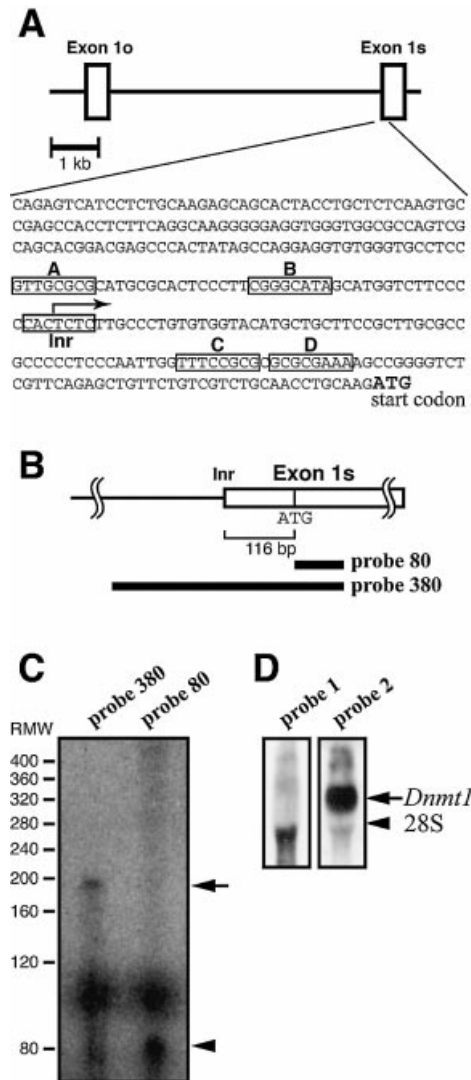 A
Exon 1o
Exon 1s
1 kb
CAGAGTCATCCTCTGCAAGAGCAGCACTACCTGCTCTCAAGTGC
CGAGCCACCTCTTCAGGCAAGGGGGAGGTGGGTGGCGCCAGTCG
CAGCACGGACGAGCCCACTATAGCCAGGAGGTGTGGGTGCCTCC
A
B
GTTGCGCGCATGCGCACTCCCTTCGGGCATAGCATGGTCTTCCC
CCACTCTCTTGCCCTGTGTGGTACATGCTGCTTCCGCTTGCGCC
Inr
C
D
GCCCCCTCCCAATTGGTTTCCGCGCGCGCGAAAAGCCGGGGTCT
CGTTCAGAGCTGTTCTGTCGTCTGCAACCTGCAAGATG
start codon
B
Inr
Exon 1s
ATG
116 bp
probe 80
probe 380
C
D
probe 380
probe 80
probe 1
probe 2
RMW
400
360
320
280
240
200
160
120
80
Dnmt1
28S